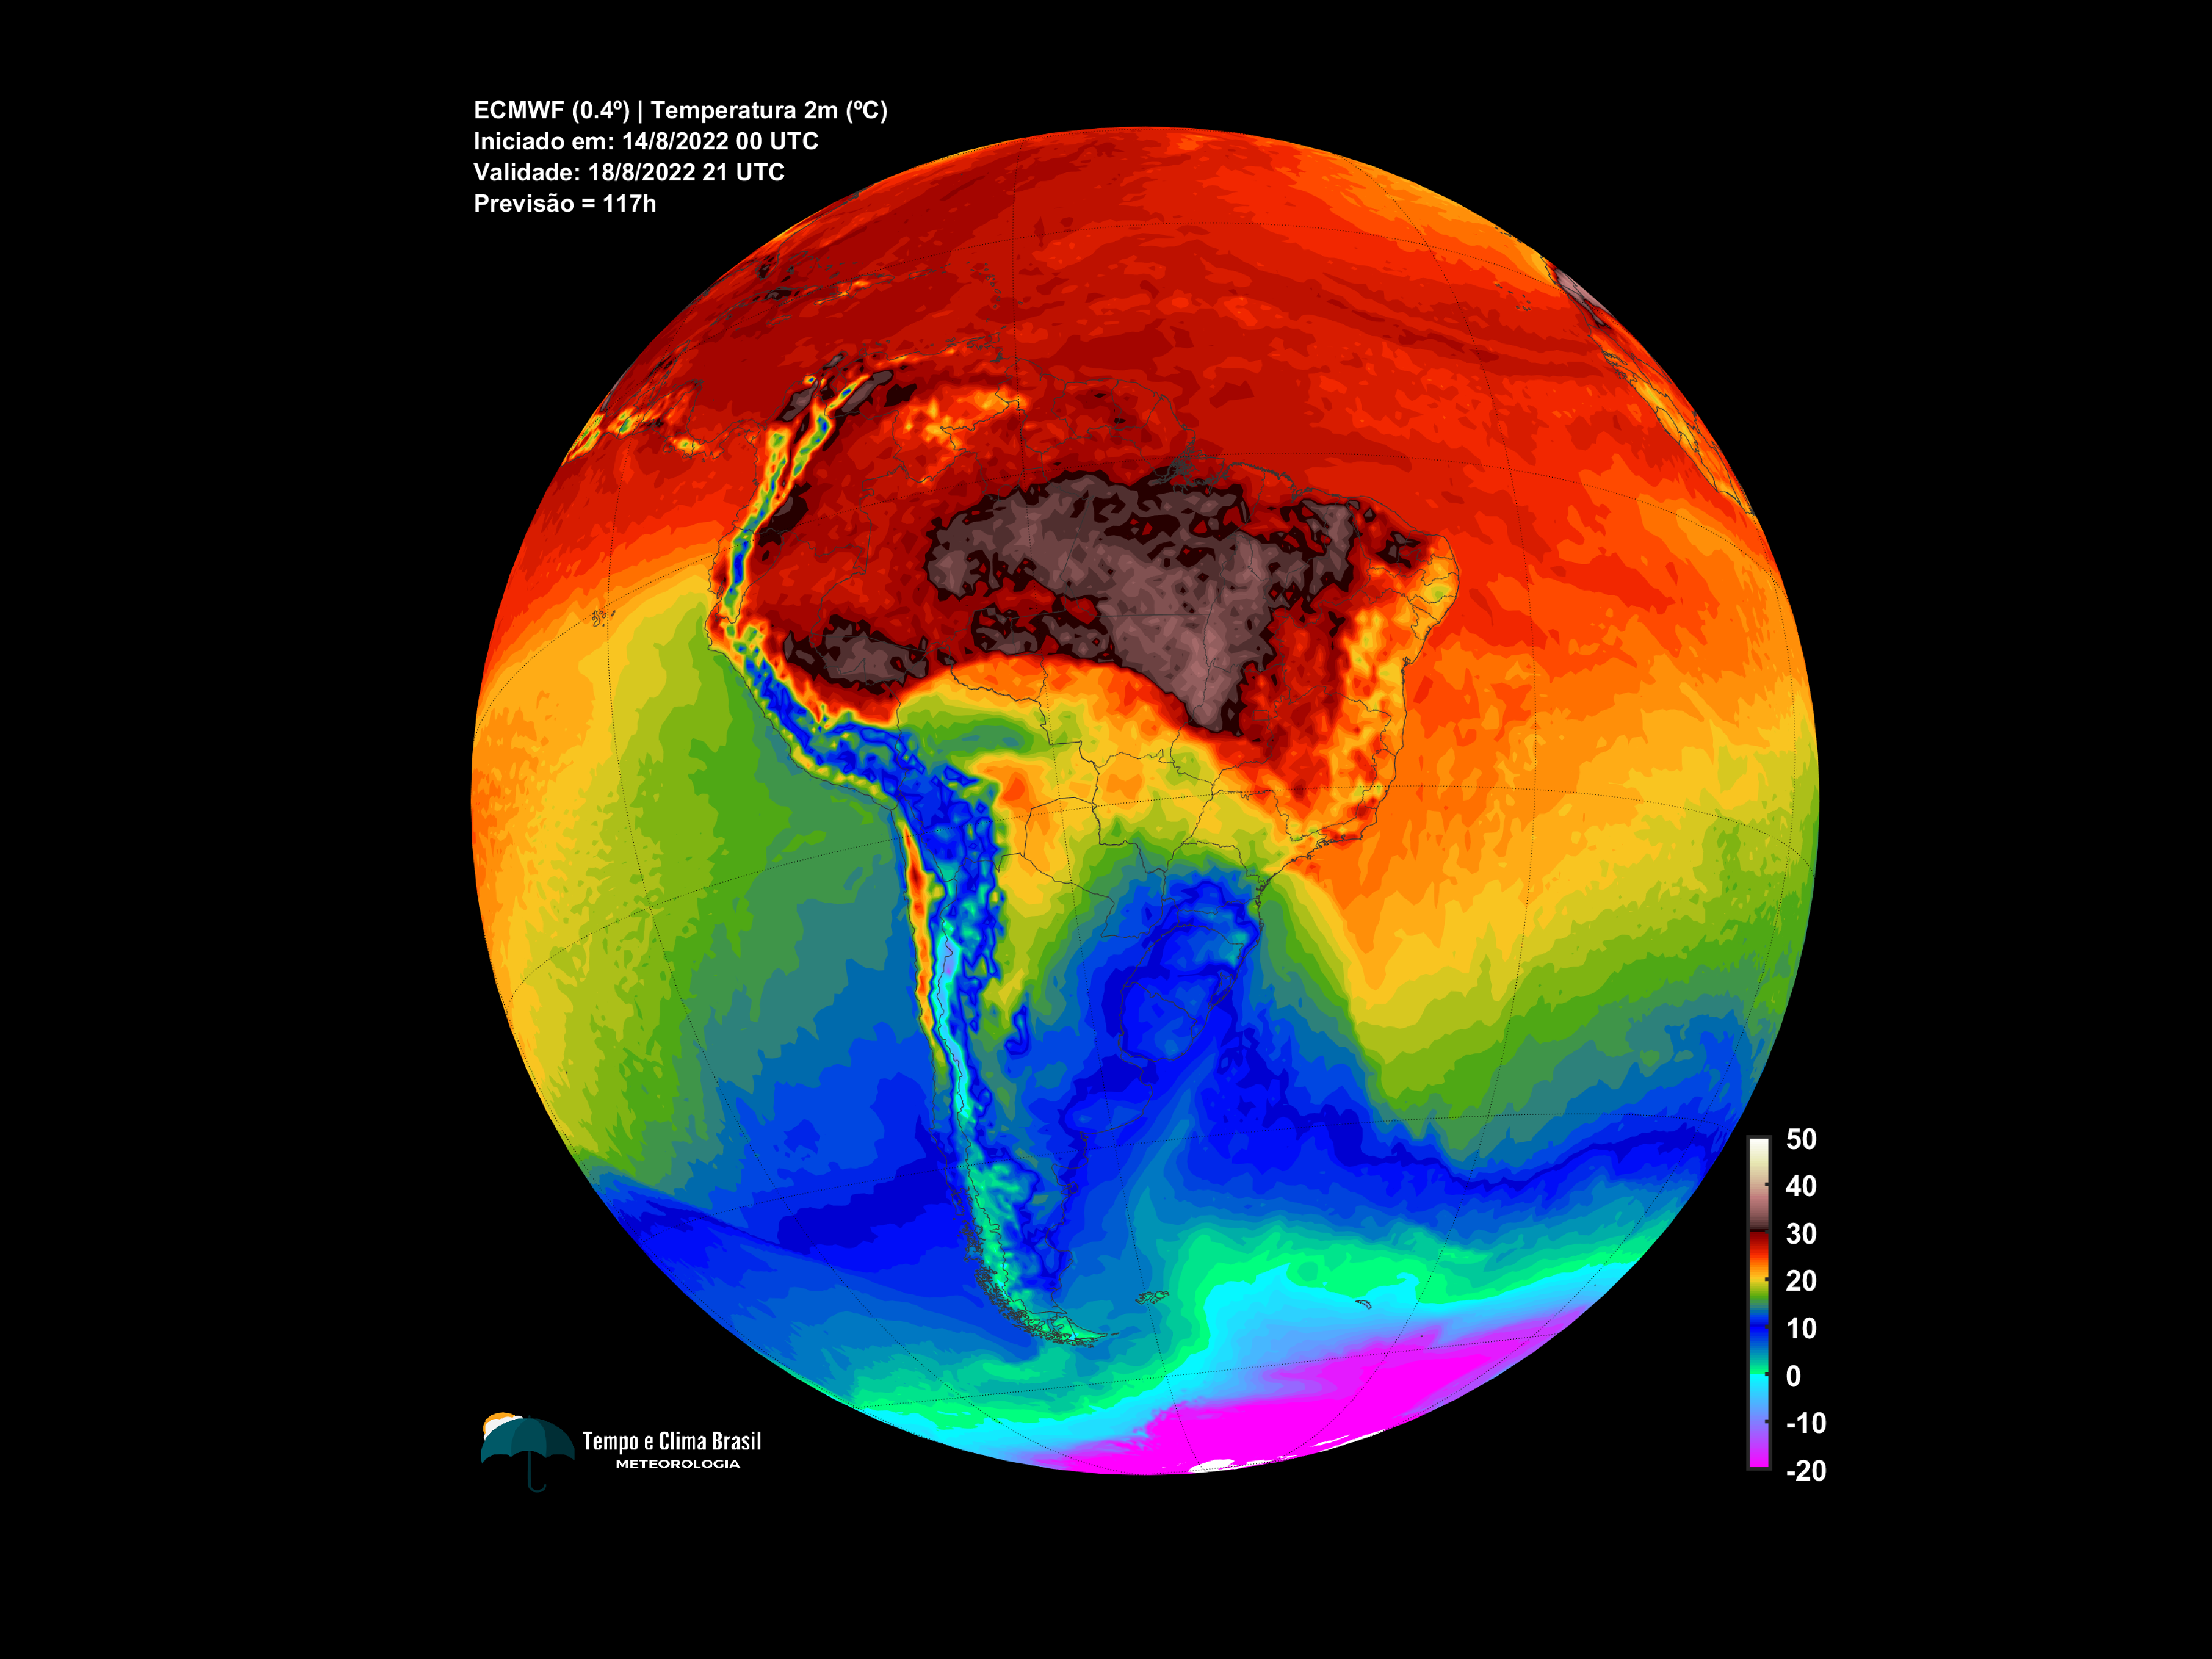 ECMWF (0.4º) | Temperatura 2m (ºC)
Iniciado em: 14/8/2022 00 UTC
Validade: 18/8/2022 21 UTC
Previsão = 117h
50
40
30
20
10
0
-10
-20
Tempo e Clima Brasil
METEOROLOGIA